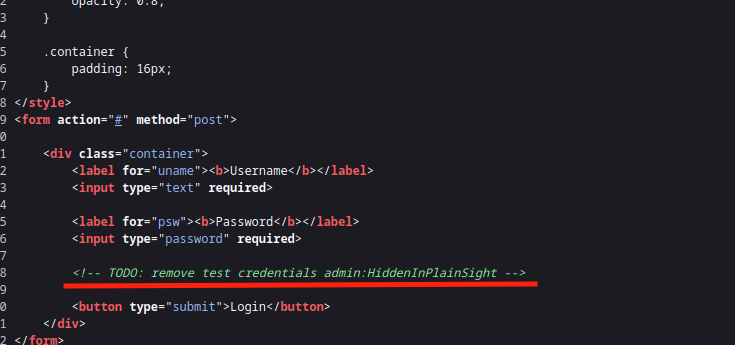 2 opacity: 0.8;
3 }
4
5 .container {
6 padding: 16px;
7 }
8 </style>
9 <form action="#" method="post">
0
1 <div class="container">
2 <label for="uname"><b>Username</b></label>
3 <input type="text" required>
4
5 <label for="psw"><b>Password</b></label>
6 <input type="password" required>
7
8 <!-- TODO: remove test credentials admin:HiddenInPlainSight -->
9
0 <button type="submit">Login</button>
1 </div>
2 </form>